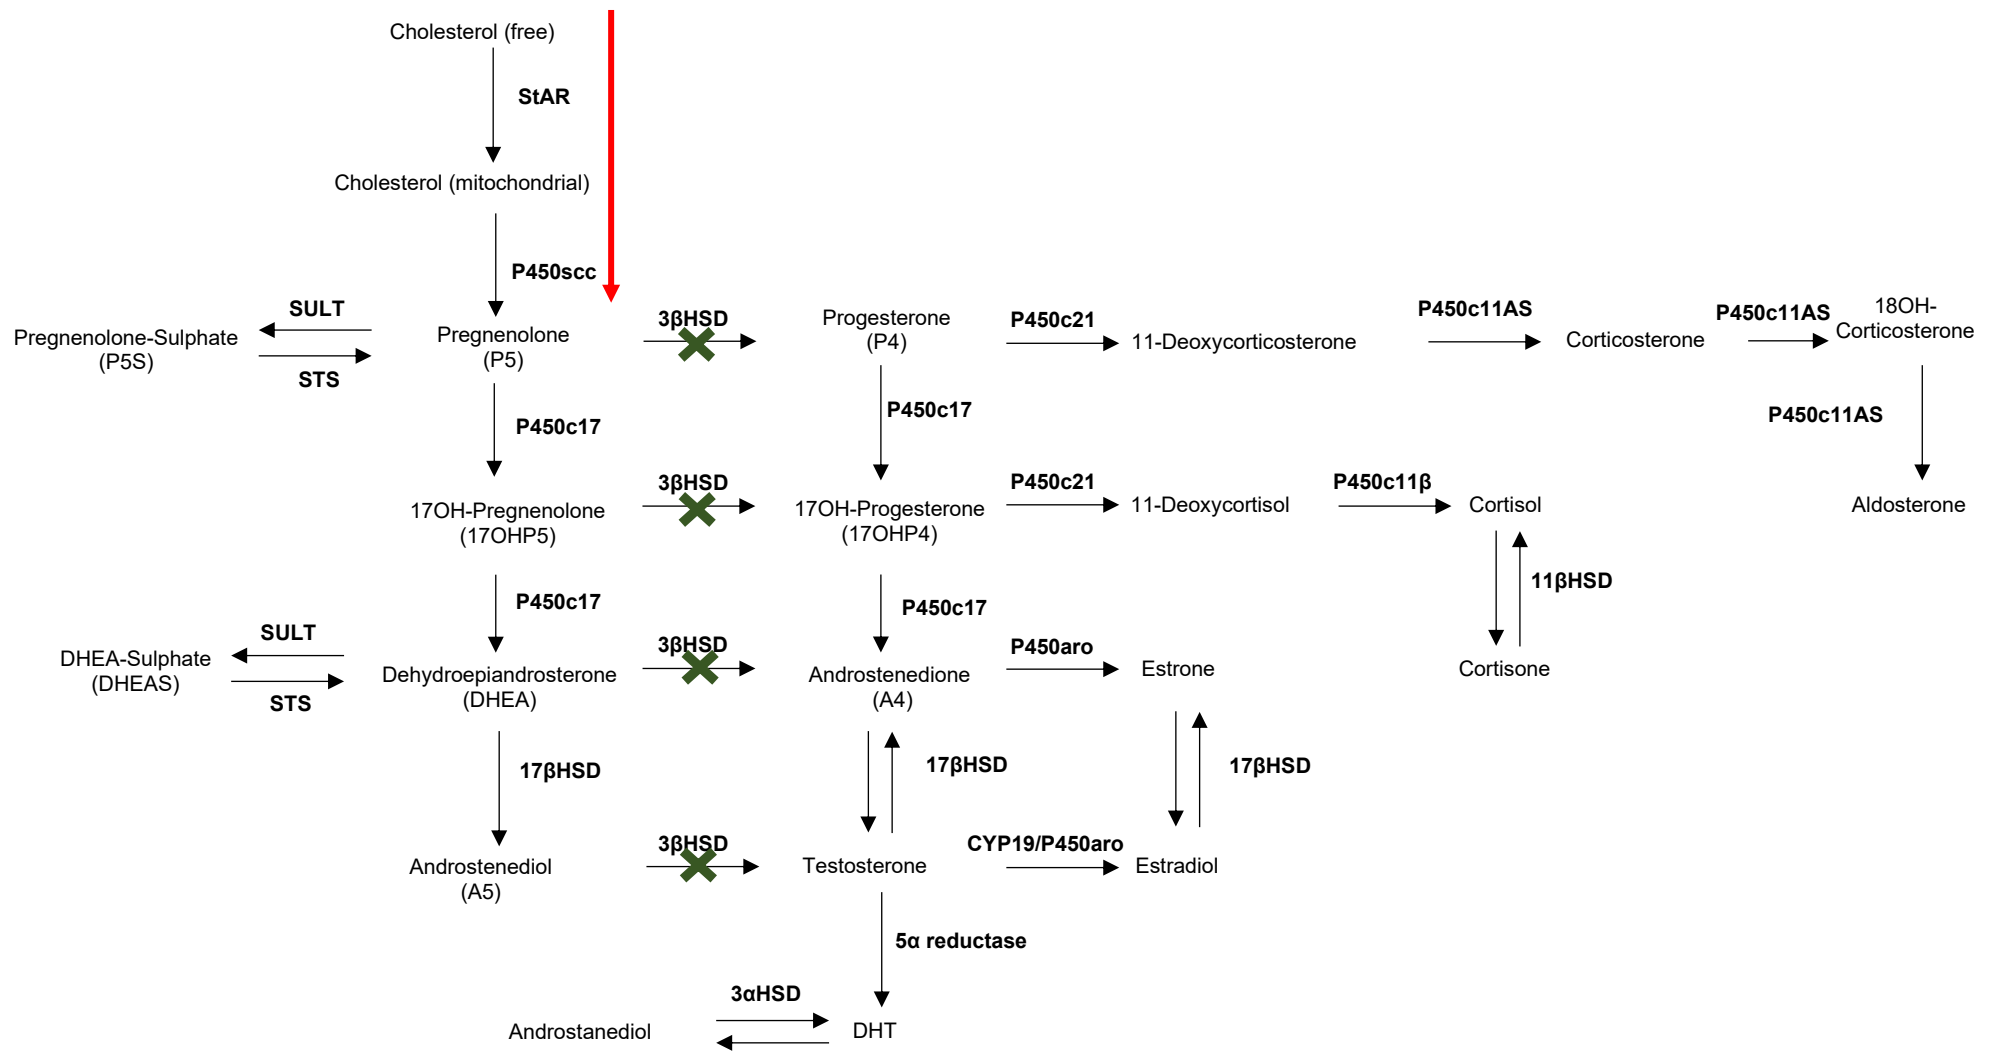 Cholesterol (free)
StAR
Cholesterol (mitochondrial)
P450scc
SULT
Pregnenolone-Sulphate
(P5S)
STS
Pregnenolone
(P5)
3βHSD
Progesterone
(P4)
P450c21
11-Deoxycorticosterone
P450c11AS
Corticosterone
P450c11AS
18OH-
Corticosterone
P450c17
P450c17
P450c11AS
17OH-Pregnenolone
(17OHP5)
3βHSD
17OH-Progesterone
(17OHP4)
P450c21
11-Deoxycortisol
P450c11β
Cortisol
Aldosterone
P450c17
P450c17
11βHSD
SULT
DHEA-Sulphate
(DHEAS)
STS
Dehydroepiandrosterone
(DHEA)
3βHSD
Androstenedione
(A4)
P450aro
Estrone
Cortisone
17βHSD
17βHSD
17βHSD
Androstenediol
(A5)
3βHSD
Testosterone
CYP19/P450aro
Estradiol
5α reductase
3αHSD
Androstanediol
DHT